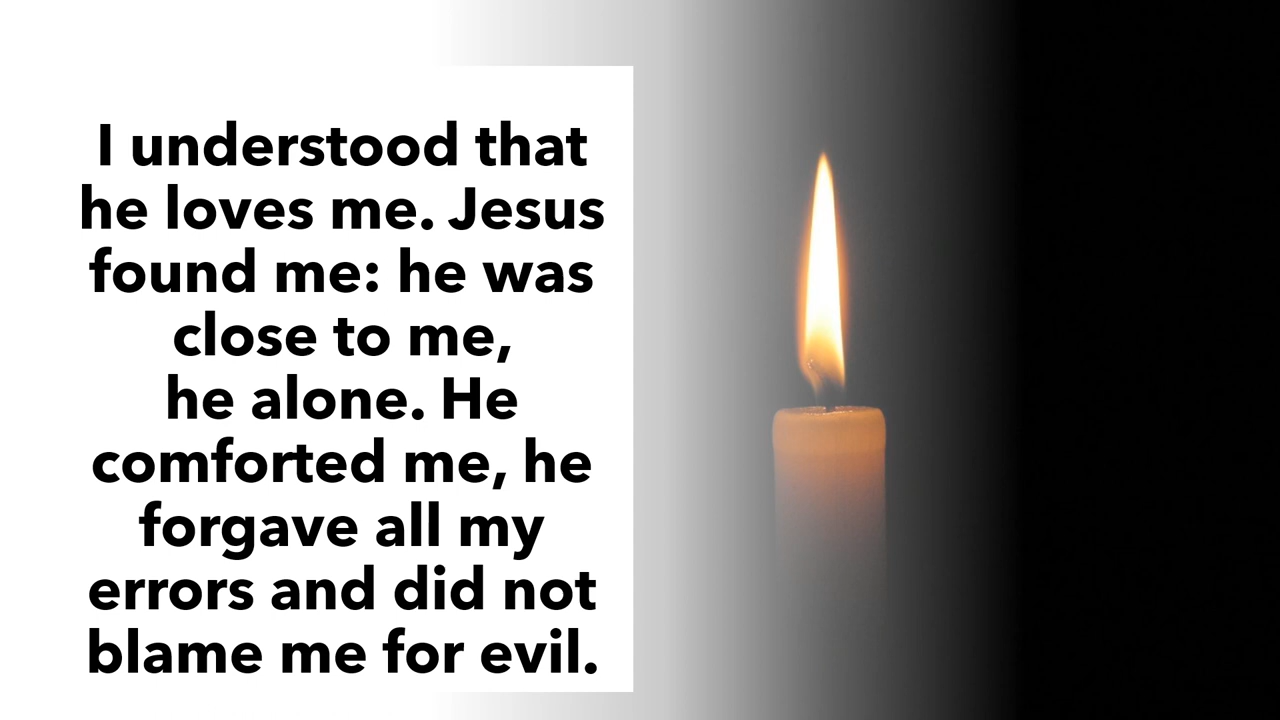 I understood that
he loves me. Jesus
found me: he was
close to me,
he alone. He
comforted me, he
forgave all my
errors and did not
blame me for evil.